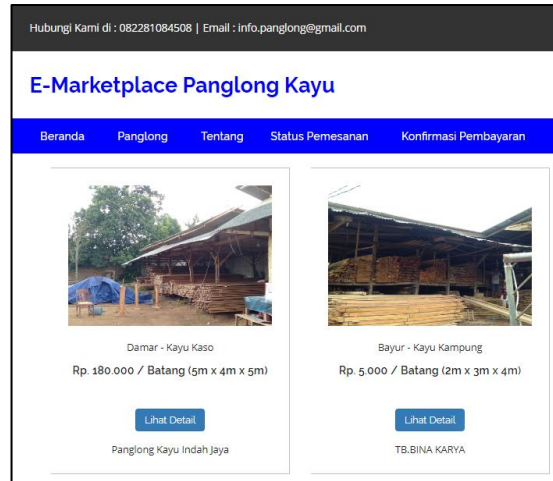 Hubungi Kami di : 082281084508 | Email : info.panglong@gmail.com
E-Marketplace Panglong Kayu
Beranda Panglong Tentang Status Pemesanan Konfirmasi Pembayaran
Damar - Kayu Kaso
Rp. 180.000 / Batang (5m x 4m x 5m)
Lihat Detail
Panglong Kayu Indah Jaya
Bayur - Kayu Kampung
Rp. 5.000 / Batang (2m x 3m x 4m)
Lihat Detail
TB.BINA KARYA